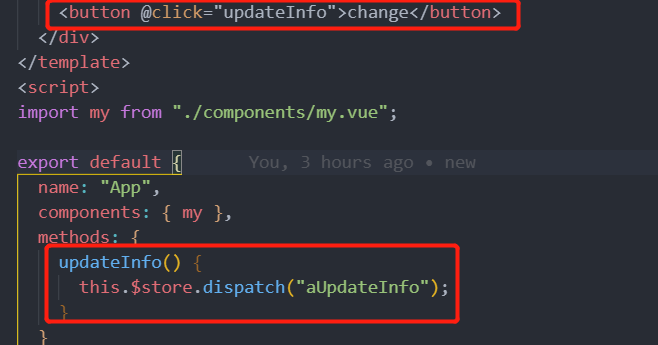 <button @click="updateInfo">change</button>
</div>
</template>
<script>
import my from "./components/my.vue";
export default { You, 3 hours ago • new
name: "App",
components: { my },
methods: {
updateInfo() {
this.$store.dispatch("aUpdateInfo");
}
}